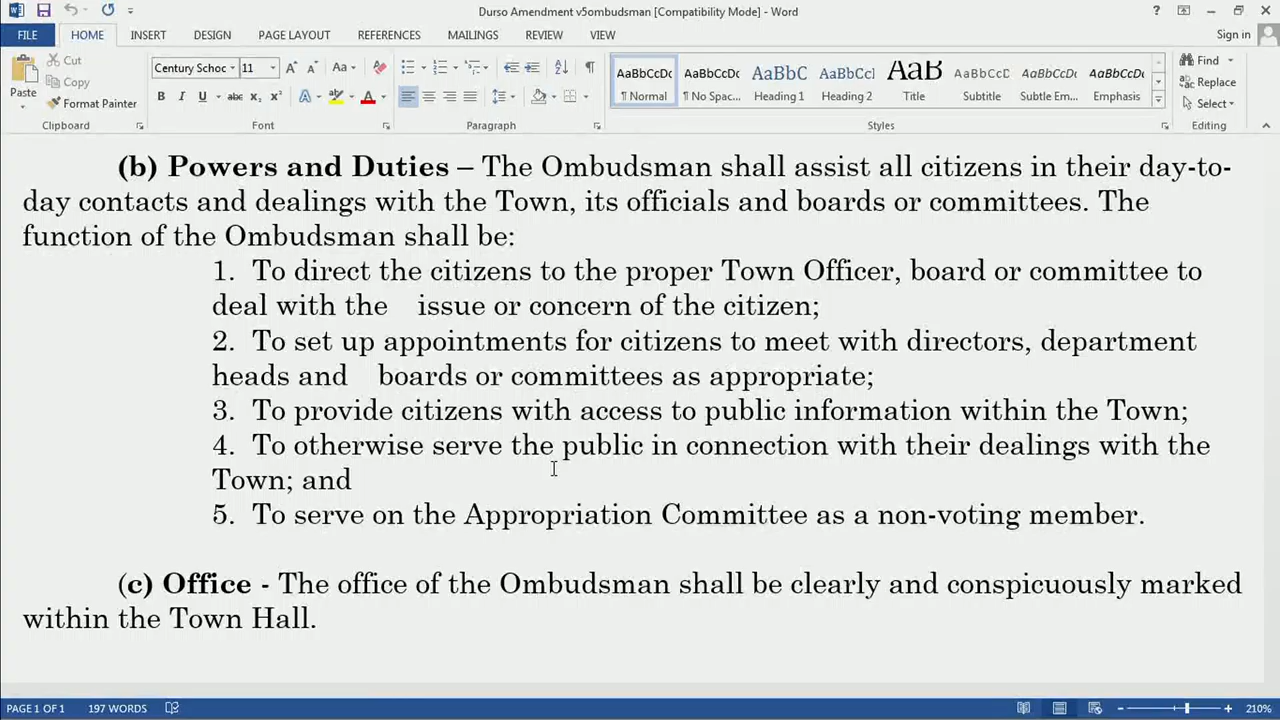 Durso Amendment v5ombudsman [Compatibility Mode] - Word
FILE HOME INSERT DESIGN PAGE LAYOUT REFERENCES MAILINGS REVIEW VIEW Sign in
Cut
Copy
Format Painter
Paste
Century Schoc 11
AaBbCcDc AaBbCcDc AaBbC AaBbCcl AaB AaBbCcDd AaBbCcDc
¶ Normal ¶ No Spac... Heading 1 Heading 2 Title Subtitle Subtle Em... Emphasis
Find
Replace
Select
Clipboard Font Paragraph Styles Editing
(b) Powers and Duties – The Ombudsman shall assist all citizens in their day-to-
day contacts and dealings with the Town, its officials and boards or committees. The
function of the Ombudsman shall be:
1. To direct the citizens to the proper Town Officer, board or committee to
deal with the issue or concern of the citizen;
2. To set up appointments for citizens to meet with directors, department
heads and boards or committees as appropriate;
3. To provide citizens with access to public information within the Town;
4. To otherwise serve the public in connection with their dealings with the
Town; and
5. To serve on the Appropriation Committee as a non-voting member.
(c) Office - The office of the Ombudsman shall be clearly and conspicuously marked
within the Town Hall.
PAGE 1 OF 1 197 WORDS 210%